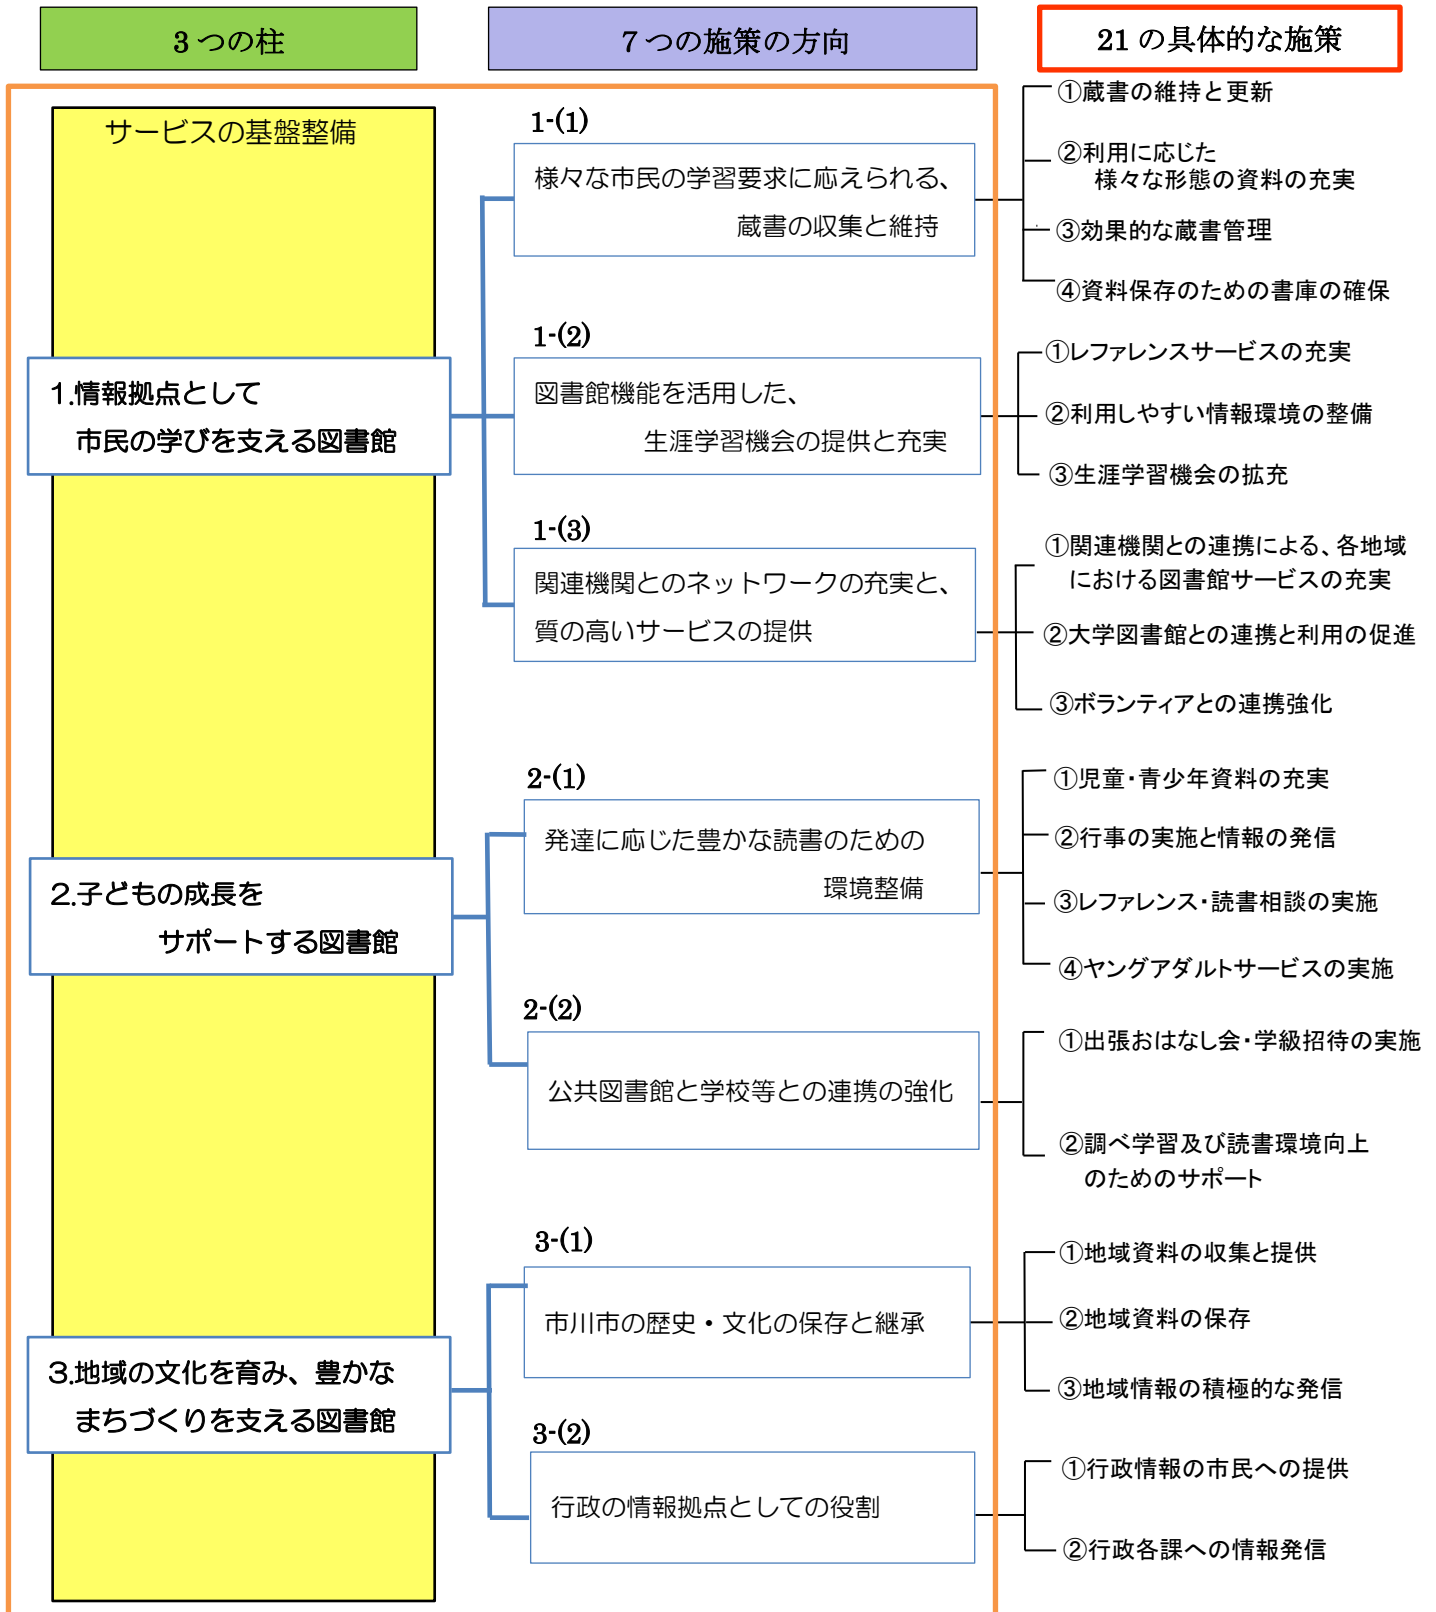 3つの柱
7つの施策の方向
21の具体的な施策
サービスの基盤整備
1.情報拠点として
市民の学びを支える図書館
1-(1)
様々な市民の学習要求に応えられる、
蔵書の収集と維持
①蔵書の維持と更新
②利用に応じた
様々な形態の資料の充実
③効果的な蔵書管理
④資料保存のための書庫の確保
1-(2)
図書館機能を活用した、
生涯学習機会の提供と充実
①レファレンスサービスの充実
②利用しやすい情報環境の整備
③生涯学習機会の拡充
1-(3)
関連機関とのネットワークの充実と、
質の高いサービスの提供
①関連機関との連携による、各地域
における図書館サービスの充実
②大学図書館との連携と利用の促進
③ボランティアとの連携強化
2.子どもの成長を
サポートする図書館
2-(1)
発達に応じた豊かな読書のための
環境整備
①児童・青少年資料の充実
②行事の実施と情報の発信
③レファレンス・読書相談の実施
④ヤングアダルトサービスの実施
2-(2)
公共図書館と学校等との連携の強化
①出張おはなし会・学級招待の実施
②調べ学習及び読書環境向上
のためのサポート
3.地域の文化を育み、豊かな
まちづくりを支える図書館
3-(1)
市川市の歴史・文化の保存と継承
①地域資料の収集と提供
②地域資料の保存
③地域情報の積極的な発信
3-(2)
行政の情報拠点としての役割
①行政情報の市民への提供
②行政各課への情報発信